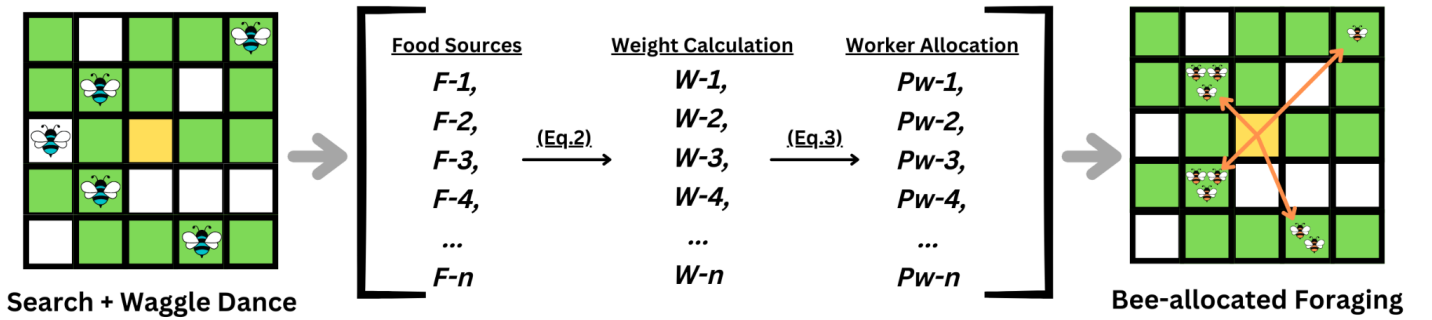 Food Sources
F-1,
F-2,
F-3,
F-4,
...
F-n
(Eq.2)
Weight Calculation
W-1,
W-2,
W-3,
W-4,
...
W-n
(Eq.3)
Worker Allocation
Pw-1,
Pw-2,
Pw-3,
Pw-4,
...
Pw-n
Search + Waggle Dance
Bee-allocated Foraging